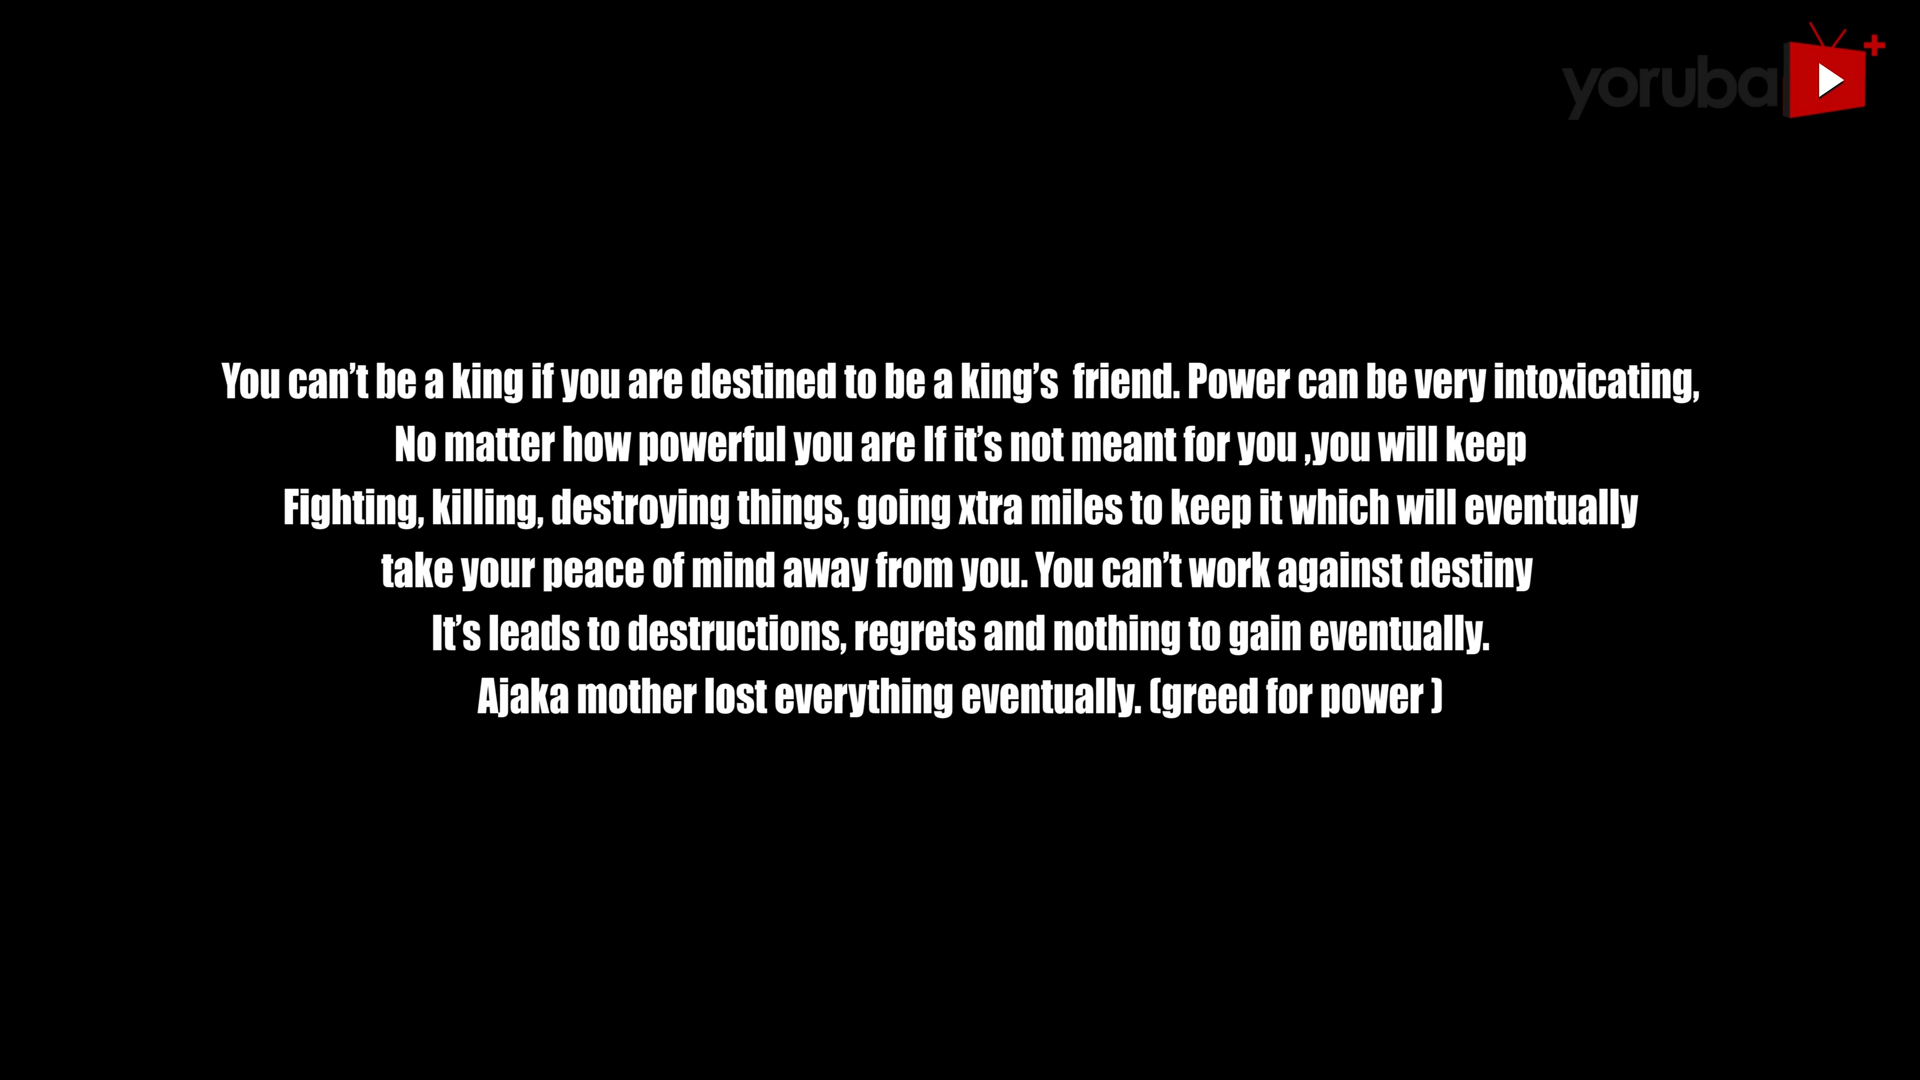 yoruba
You can’t be a king if you are destined to be a king’s friend. Power can be very intoxicating,
No matter how powerful you are If it’s not meant for you ,you will keep
Fighting, killing, destroying things, going xtra miles to keep it which will eventually
take your peace of mind away from you. You can’t work against destiny
It’s leads to destructions, regrets and nothing to gain eventually.
Ajaka mother lost everything eventually. (greed for power )